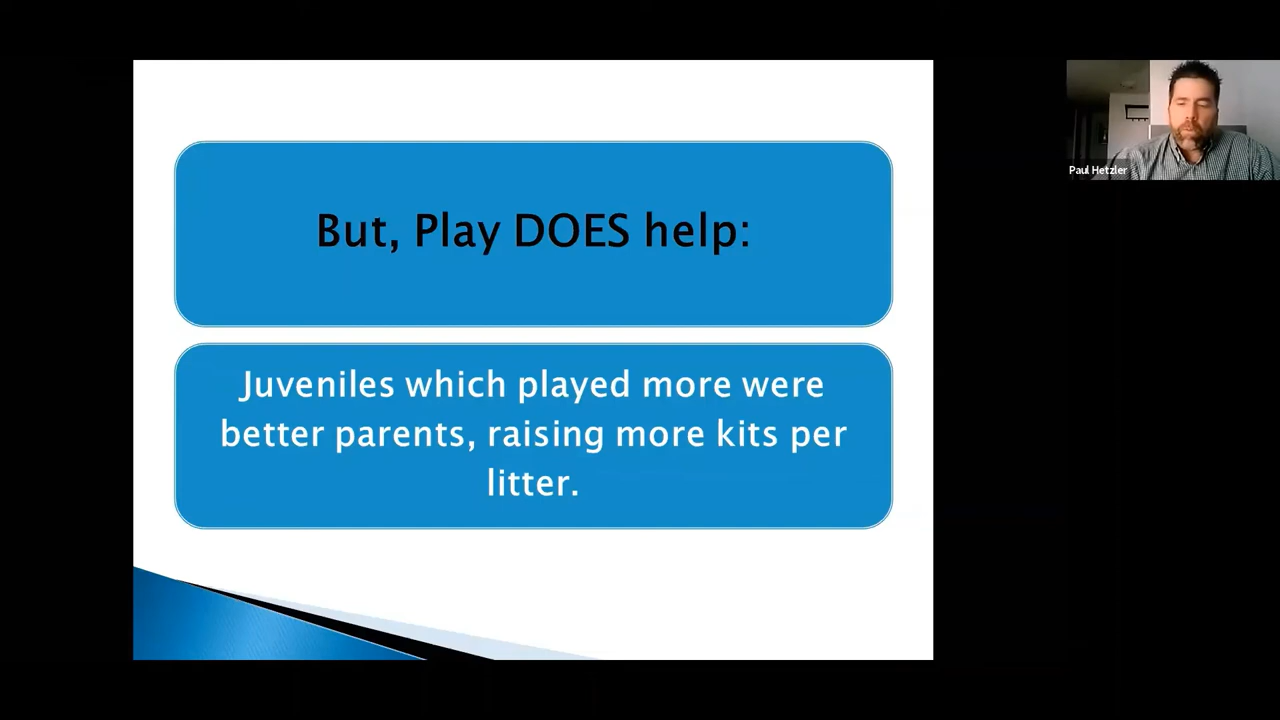 But, Play DOES help:
Juveniles which played more were
better parents, raising more kits per
litter.
Paul Hetzler